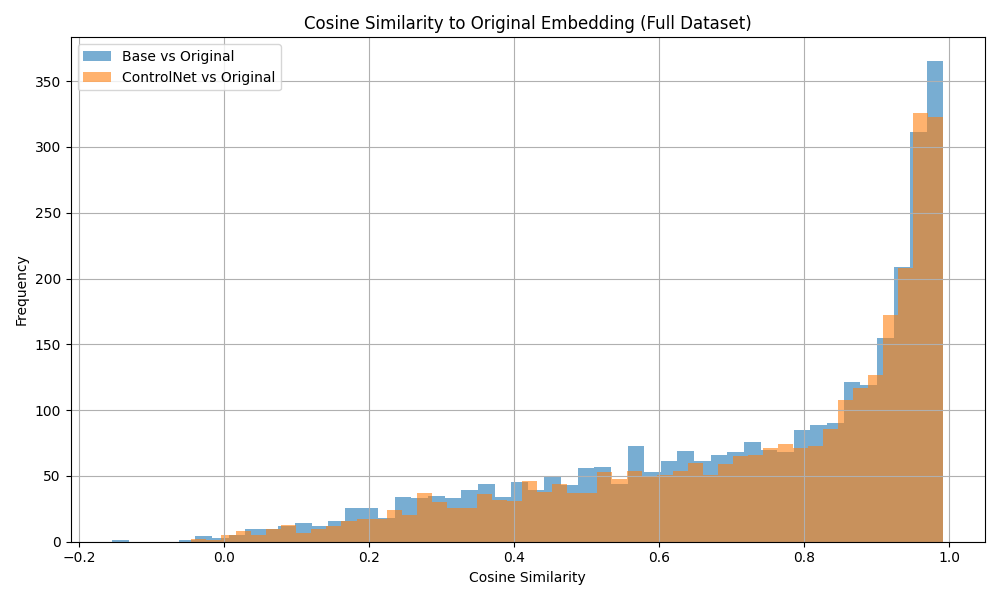 Cosine Similarity to Original Embedding (Full Dataset)
Base vs Original
ControlNet vs Original
Frequency
350
300
250
200
150
100
50
0
−0.2 0.0 0.2 0.4 0.6 0.8 1.0
Cosine Similarity